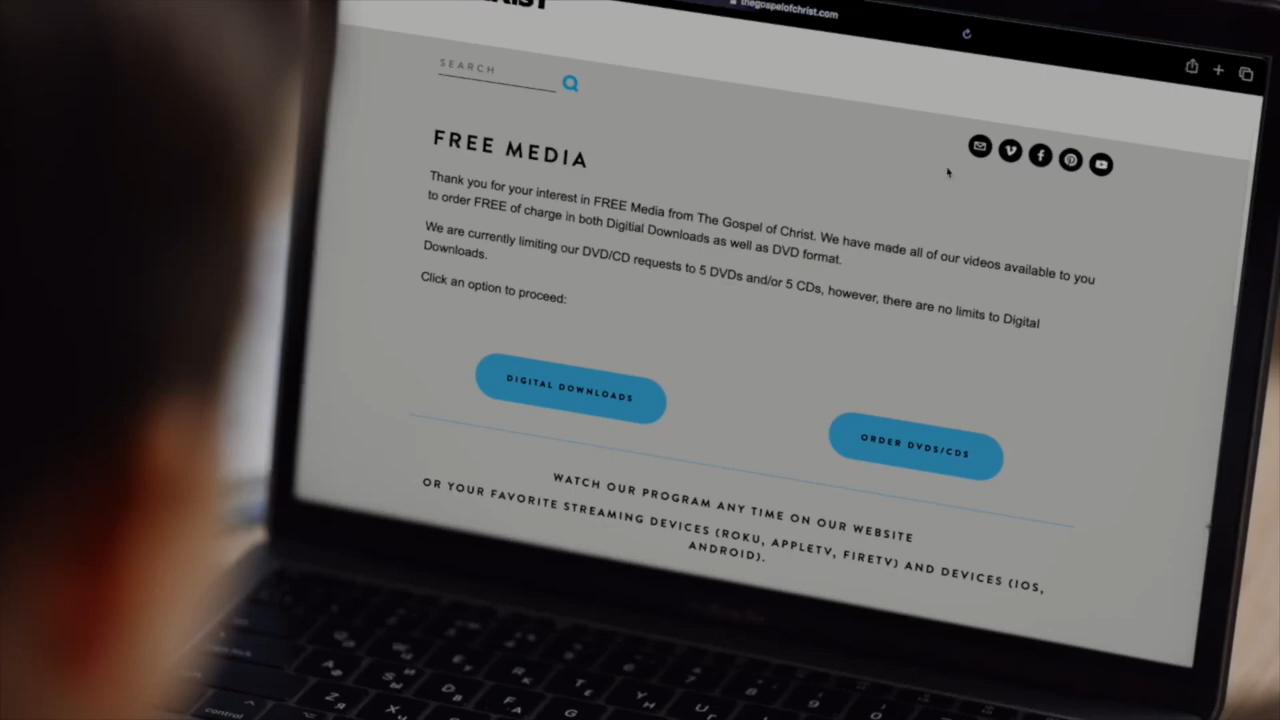 thegospelofchrist.com
SEARCH
FREE MEDIA
Thank you for your interest in FREE Media from The Gospel of Christ. We have made all of our videos available to you
to order FREE of charge in both Digitial Downloads as well as DVD format.
We are currently limiting our DVD/CD requests to 5 DVDs and/or 5 CDs, however, there are no limits to Digital
Downloads.
Click an option to proceed:
DIGITAL DOWNLOADS
ORDER DVDS/CDS
WATCH OUR PROGRAM ANY TIME ON OUR WEBSITE
OR YOUR FAVORITE STREAMING DEVICES (ROKU, APPLETV, FIRETV) AND DEVICES (IOS,
ANDROID).
control